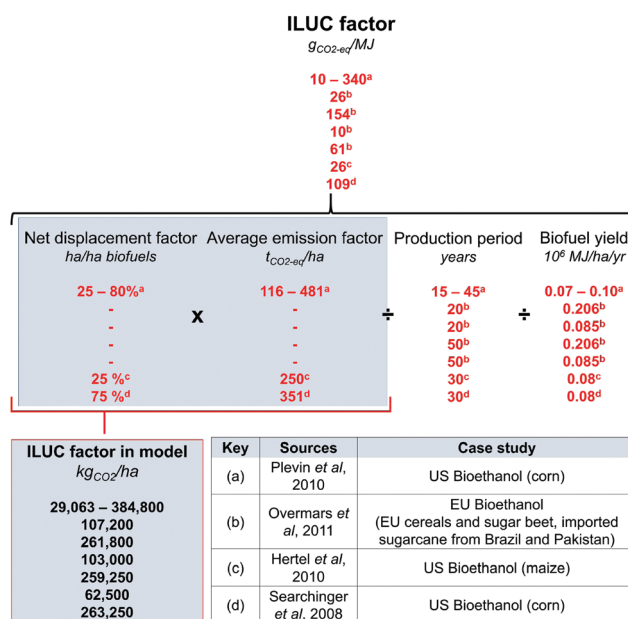 ILUC factor
gCO2-eq/MJ
10 – 340a
26b
154b
10b
61b
26c
109d
Net displacement factor Average emission factor Production period Biofuel yield
ha/ha biofuels tCO2-eq/ha years 10⁶ MJ/ha/yr
25 – 80%a 116 – 481a 15 – 45a 0.07 – 0.10a
- - 20b 0.206b
x ÷ ÷
- - 20b 0.085b
- - 50b 0.206b
- - 50b 0.085b
25 %c 250c 30c 0.08c
75 %d 351d 30d 0.08d
ILUC factor in model
kgCO2/ha
29,063 – 384,800
107,200
261,800
103,000
259,250
62,500
263,250
Key Sources Case study
(a) Plevin et al, 2010 US Bioethanol (corn)
(b) Overmars et al, 2011 EU Bioethanol
(EU cereals and sugar beet, imported
sugarcane from Brazil and Pakistan)
(c) Hertel et al, 2010 US Bioethanol (maize)
(d) Searchinger et al. 2008 US Bioethanol (corn)